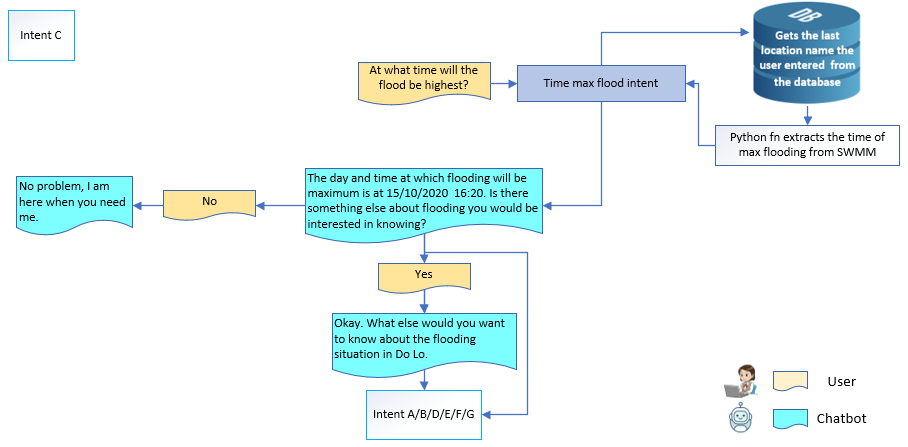 Intent C
DB
Gets the last
location name the
user entered from
the database
At what time will the
flood be highest?
Time max flood intent
Python fn extracts the time of
max flooding from SWMM
The day and time at which flooding will be
maximum is at 15/10/2020 16:20. Is there
something else about flooding you would be
interested in knowing?
No
No problem, I am
here when you need
me.
Yes
Okay. What else would you want
to know about the flooding
situation in Do Lo.
Intent A/B/D/E/F/G
User
Chatbot